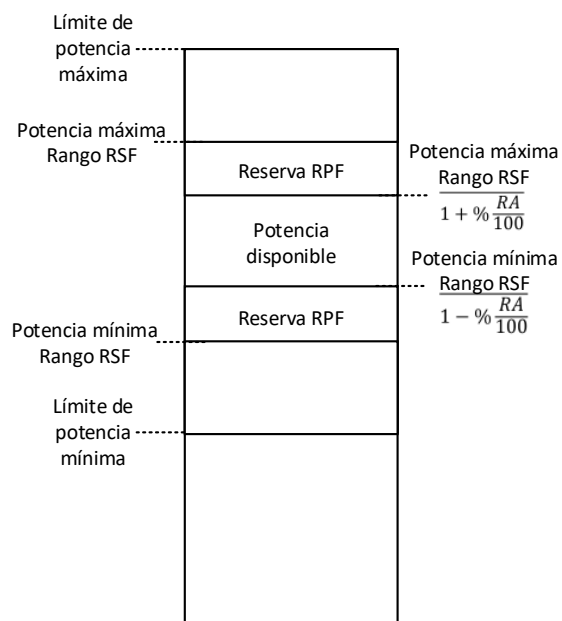 Límite de
potencia
máxima
Potencia máxima
Rango RSF
Reserva RPF
Potencia máxima
Rango RSF
1 + % RA
100
Potencia
disponible
Potencia mínima
Rango RSF
1 − % RA
100
Reserva RPF
Potencia mínima
Rango RSF
Límite de
potencia
mínima